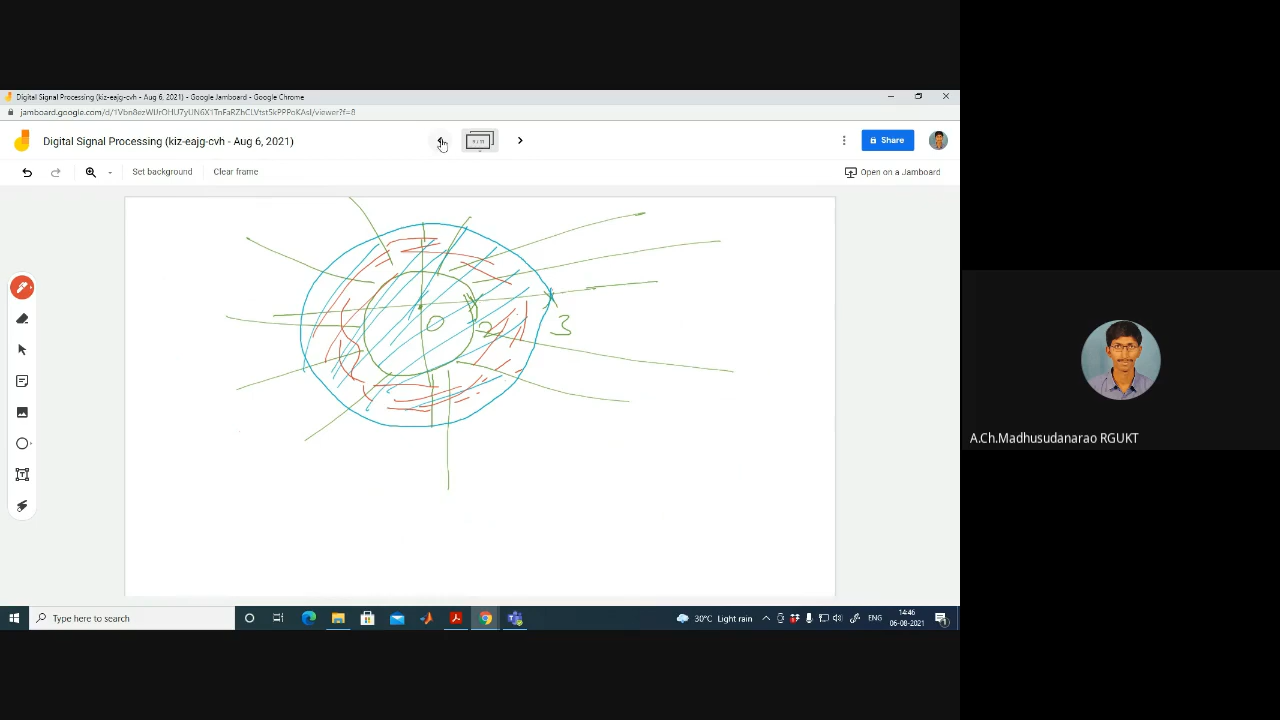 Digital Signal Processing (kiz-eajg-cvh - Aug 6, 2021) - Google Jamboard - Google Chrome
Digital Signal Processing (kiz-eajg-cvh - Aug 6, 2021)
Share
Set background
Clear frame
Open on a Jamboard
0
2
3
A.Ch.Madhusudanarao RGUKT
Type here to search
30°C Light rain
ENG
14:46
06-08-2021